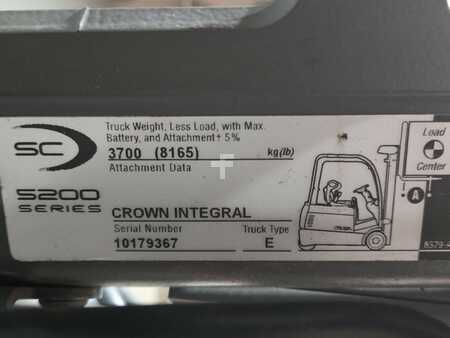 Truck Weight, Less Load, with Max.
Battery, and Attachment ± 5%
3700 (8165) kg(lb)
Attachment Data
SC
5200
SERIES
CROWN INTEGRAL
Serial Number
Truck Type
10179367
E
Load
Center
A